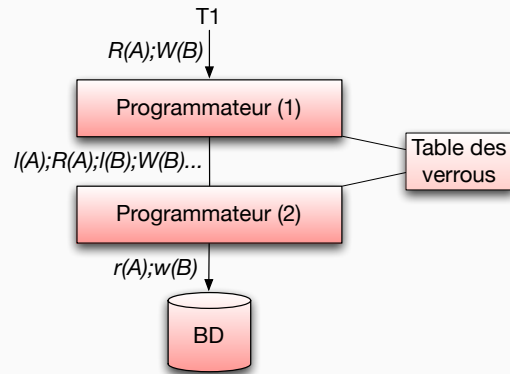 T1
R(A);W(B)
Programmateur (1)
l(A);R(A);l(B);W(B)...
Table des
verrous
Programmateur (2)
r(A);w(B)
BD